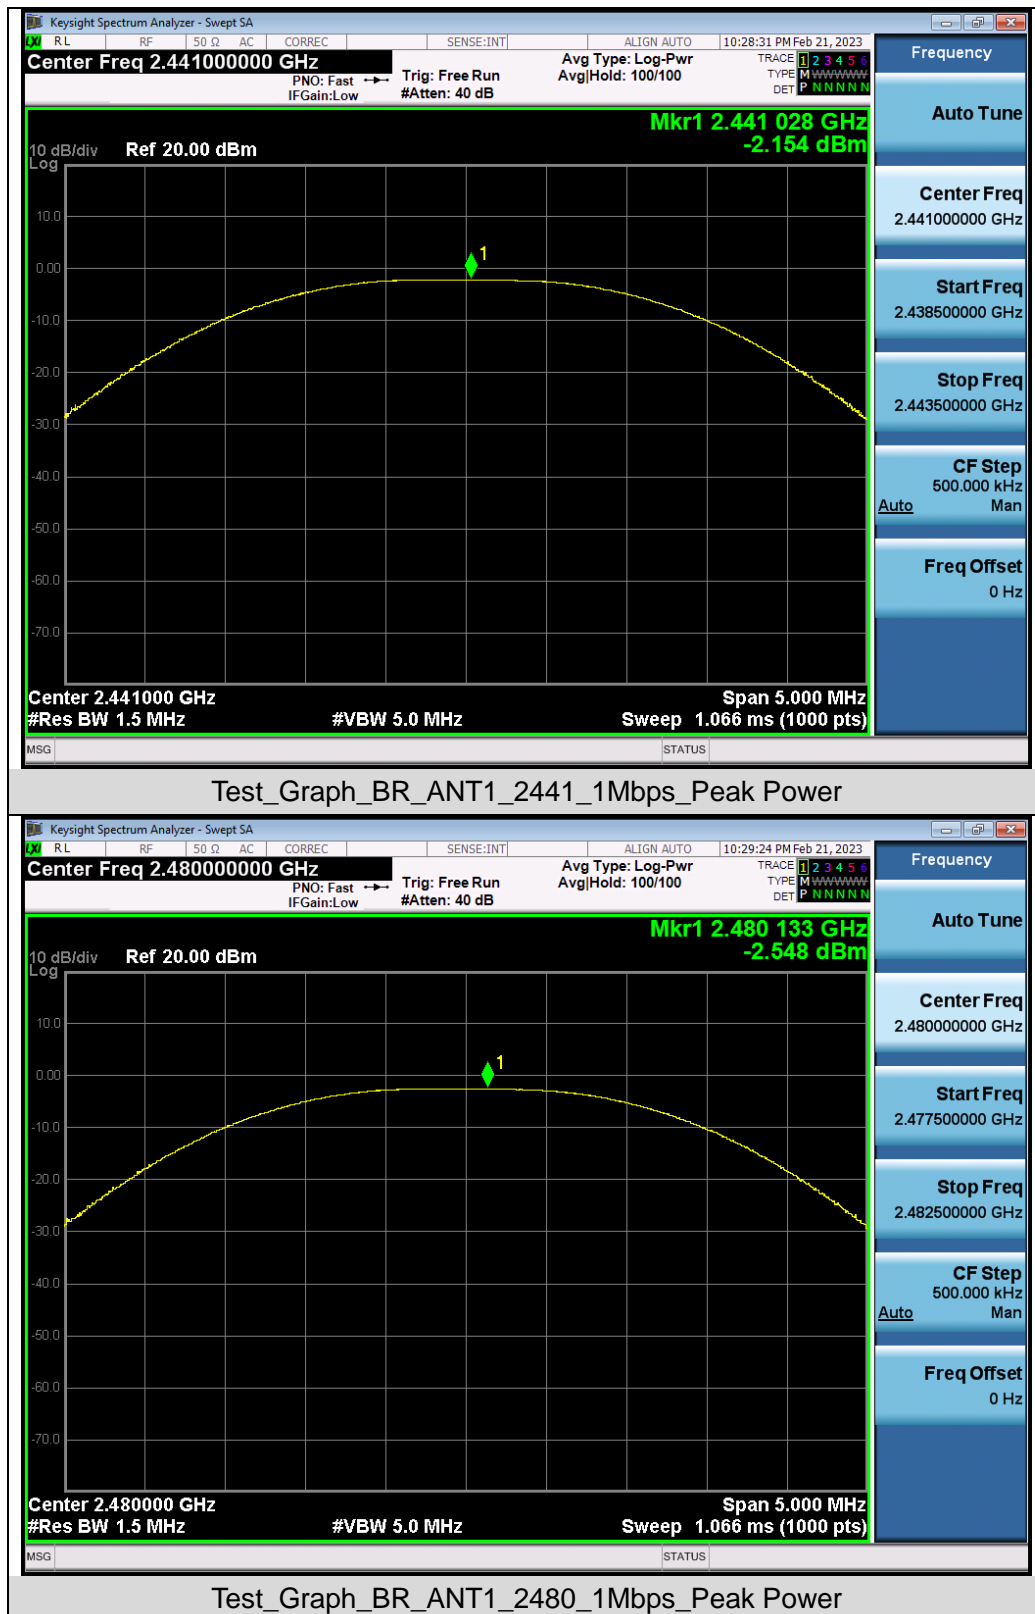 Keysight Spectrum Analyzer - Swept SA
LXI RL RF 50 Ω AC CORREC SENSE:INT ALIGN AUTO 10:28:31 PM Feb 21, 2023
Center Freq 2.441000000 GHz
PNO: Fast
IFGain:Low
Trig: Free Run
#Atten: 40 dB
Avg Type: Log-Pwr
Avg|Hold: 100/100
TRACE 1 2 3 4 5 6
TYPE M WWWWW
DET P N N N N N
Mkr1 2.441 028 GHz
-2.154 dBm
10 dB/div Ref 20.00 dBm
Log
10.0
0.00
-10.0
-20.0
-30.0
-40.0
-50.0
-60.0
-70.0
1
Center 2.441000 GHz Span 5.000 MHz
#Res BW 1.5 MHz #VBW 5.0 MHz Sweep 1.066 ms (1000 pts)
MSG STATUS
Frequency
Auto Tune
Center Freq
2.441000000 GHz
Start Freq
2.438500000 GHz
Stop Freq
2.443500000 GHz
CF Step
500.000 kHz
Auto Man
Freq Offset
0 Hz
Test_Graph_BR_ANT1_2441_1Mbps_Peak Power
Keysight Spectrum Analyzer - Swept SA
LXI RL RF 50 Ω AC CORREC SENSE:INT ALIGN AUTO 10:29:24 PM Feb 21, 2023
Center Freq 2.480000000 GHz
PNO: Fast
IFGain:Low
Trig: Free Run
#Atten: 40 dB
Avg Type: Log-Pwr
Avg|Hold: 100/100
TRACE 1 2 3 4 5 6
TYPE M WWWWW
DET P N N N N N
Mkr1 2.480 133 GHz
-2.548 dBm
10 dB/div Ref 20.00 dBm
Log
10.0
0.00
-10.0
-20.0
-30.0
-40.0
-50.0
-60.0
-70.0
1
Center 2.480000 GHz Span 5.000 MHz
#Res BW 1.5 MHz #VBW 5.0 MHz Sweep 1.066 ms (1000 pts)
MSG STATUS
Frequency
Auto Tune
Center Freq
2.480000000 GHz
Start Freq
2.477500000 GHz
Stop Freq
2.482500000 GHz
CF Step
500.000 kHz
Auto Man
Freq Offset
0 Hz
Test_Graph_BR_ANT1_2480_1Mbps_Peak Power